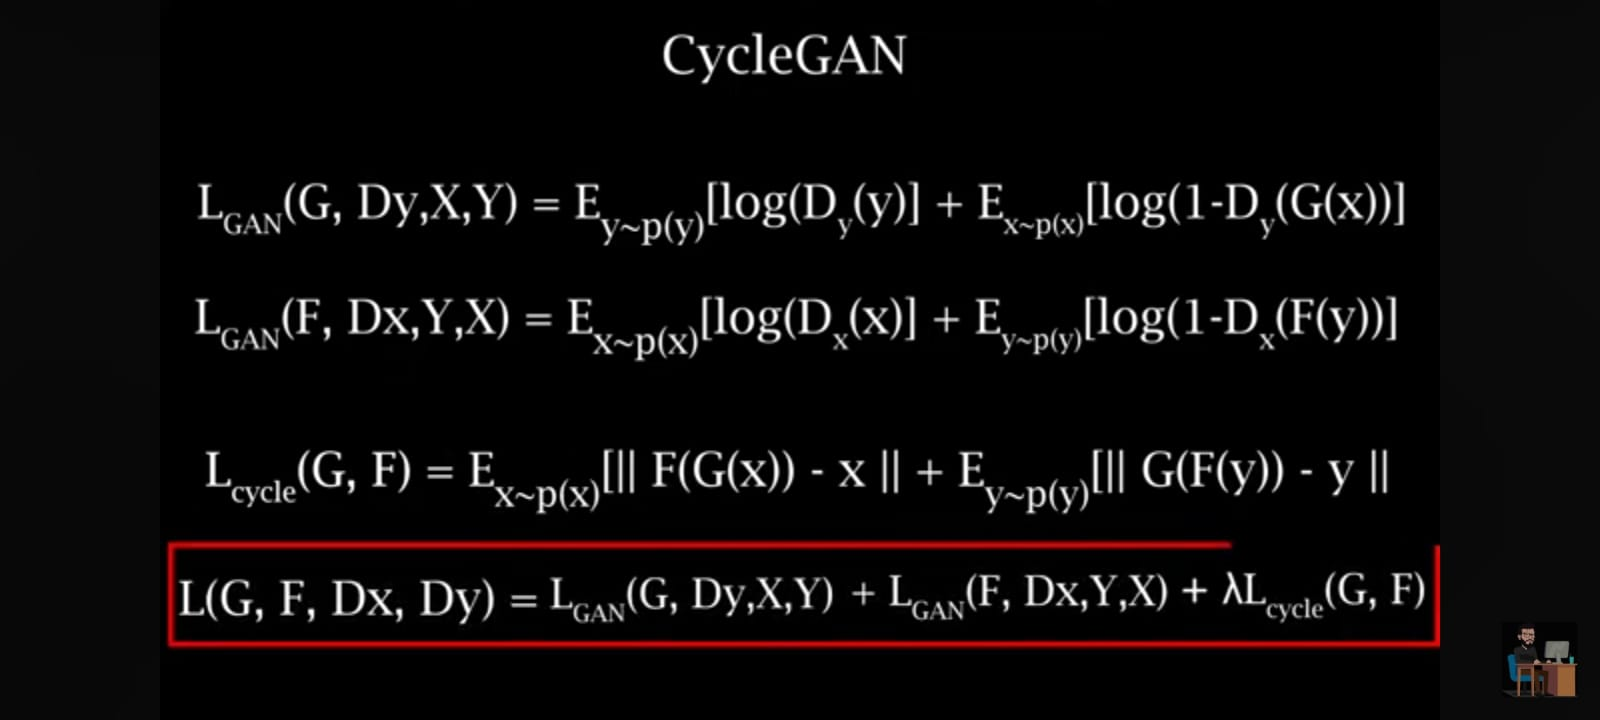 CycleGAN
L_GAN(G, Dy,X,Y) = E_y~p(y)[log(D_y(y)] + E_x~p(x)[log(1-D_y(G(x))]
L_GAN(F, Dx,Y,X) = E_x~p(x)[log(D_x(x)] + E_y~p(y)[log(1-D_x(F(y))]
L_cycle(G, F) = E_x~p(x)[|| F(G(x)) - x || + E_y~p(y)[|| G(F(y)) - y ||
L(G, F, Dx, Dy) = L_GAN(G, Dy,X,Y) + L_GAN(F, Dx,Y,X) + λL_cycle(G, F)